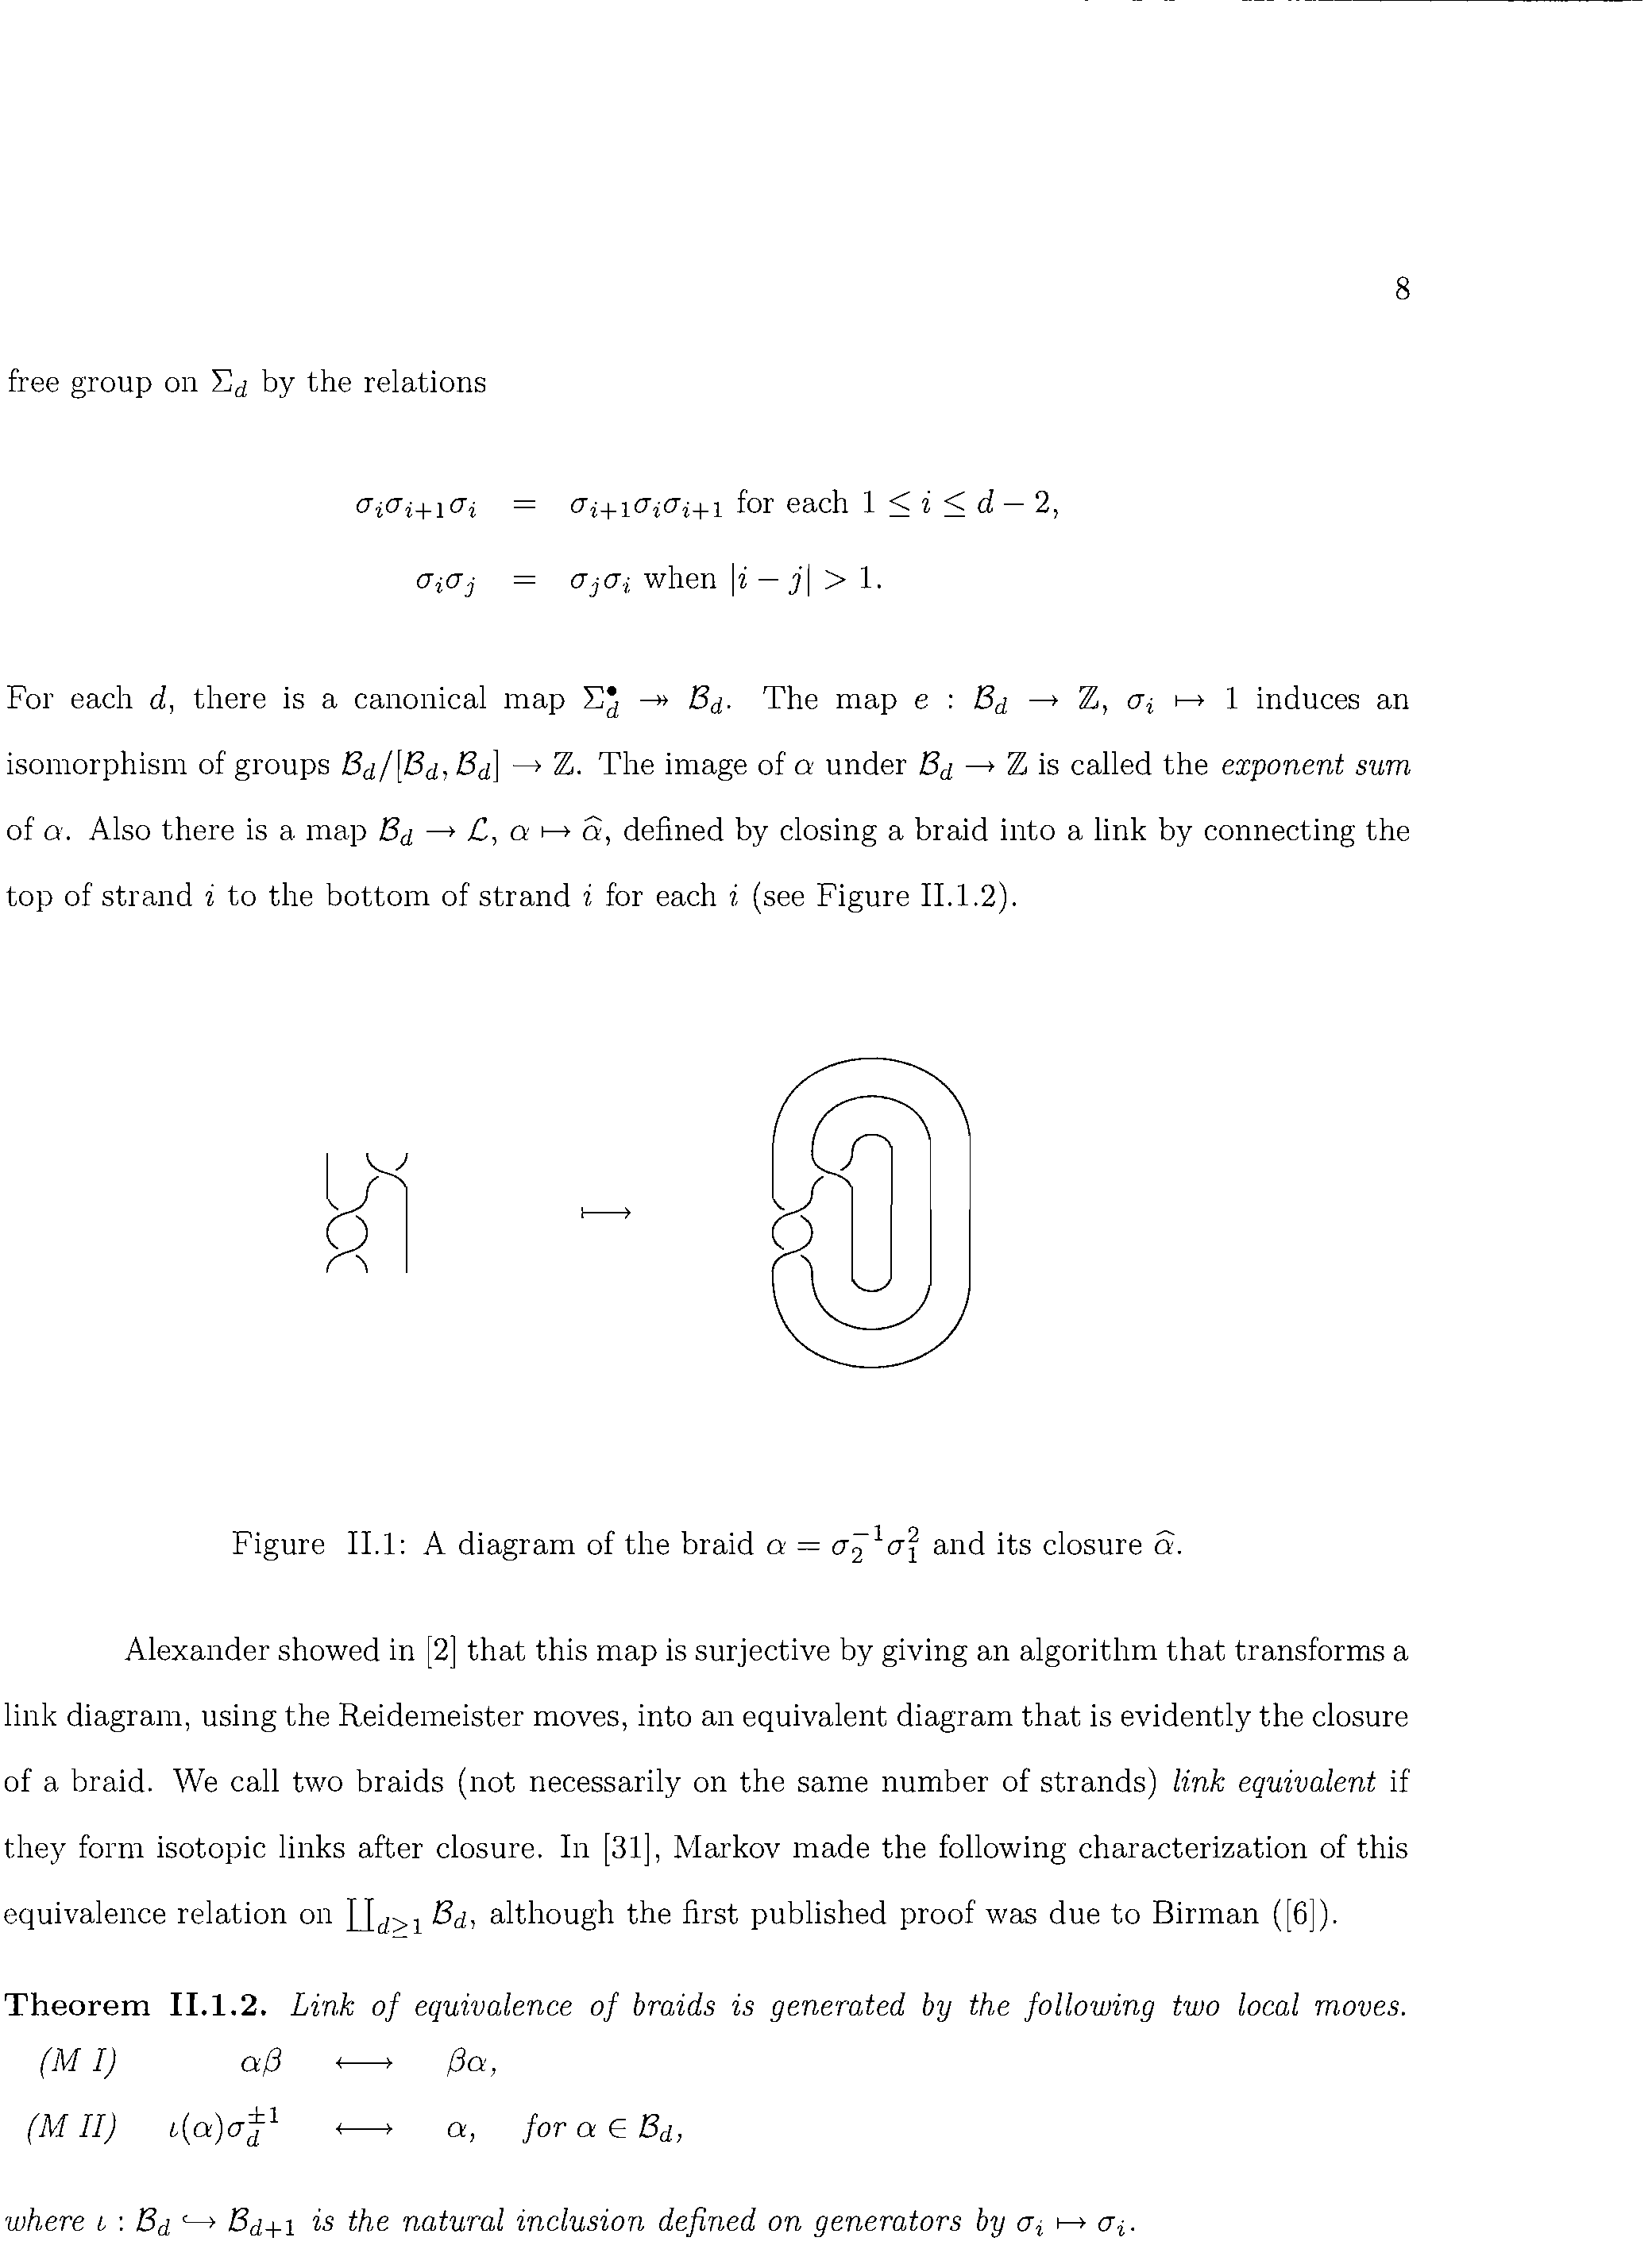 8
free group on Σ_d by the relations
σ_iσ_{i+1}σ_i = σ_{i+1}σ_iσ_{i+1} for each 1 ≤ i ≤ d − 2,
σ_iσ_j = σ_jσ_i when |i − j| > 1.
For each d, there is a canonical map Σ_d^• ↠ ℬ_d. The map e : ℬ_d → ℤ, σ_i ↦ 1 induces an
isomorphism of groups ℬ_d/[ℬ_d, ℬ_d] → ℤ. The image of α under ℬ_d → ℤ is called the exponent sum
of α. Also there is a map ℬ_d → ℒ, α ↦ α̂, defined by closing a braid into a link by connecting the
top of strand i to the bottom of strand i for each i (see Figure II.1.2).
⟼
Figure II.1: A diagram of the braid α = σ_2^{−1}σ_1^2 and its closure α̂.
Alexander showed in [2] that this map is surjective by giving an algorithm that transforms a
link diagram, using the Reidemeister moves, into an equivalent diagram that is evidently the closure
of a braid. We call two braids (not necessarily on the same number of strands) link equivalent if
they form isotopic links after closure. In [31], Markov made the following characterization of this
equivalence relation on ∐_{d≥1} ℬ_d, although the first published proof was due to Birman ([6]).
Theorem II.1.2. Link of equivalence of braids is generated by the following two local moves.
(M I) αβ ⟷ βα,
(M II) ι(α)σ_d^{±1} ⟷ α, for α ∈ ℬ_d,
where ι : ℬ_d ↪ ℬ_{d+1} is the natural inclusion defined on generators by σ_i ↦ σ_i.